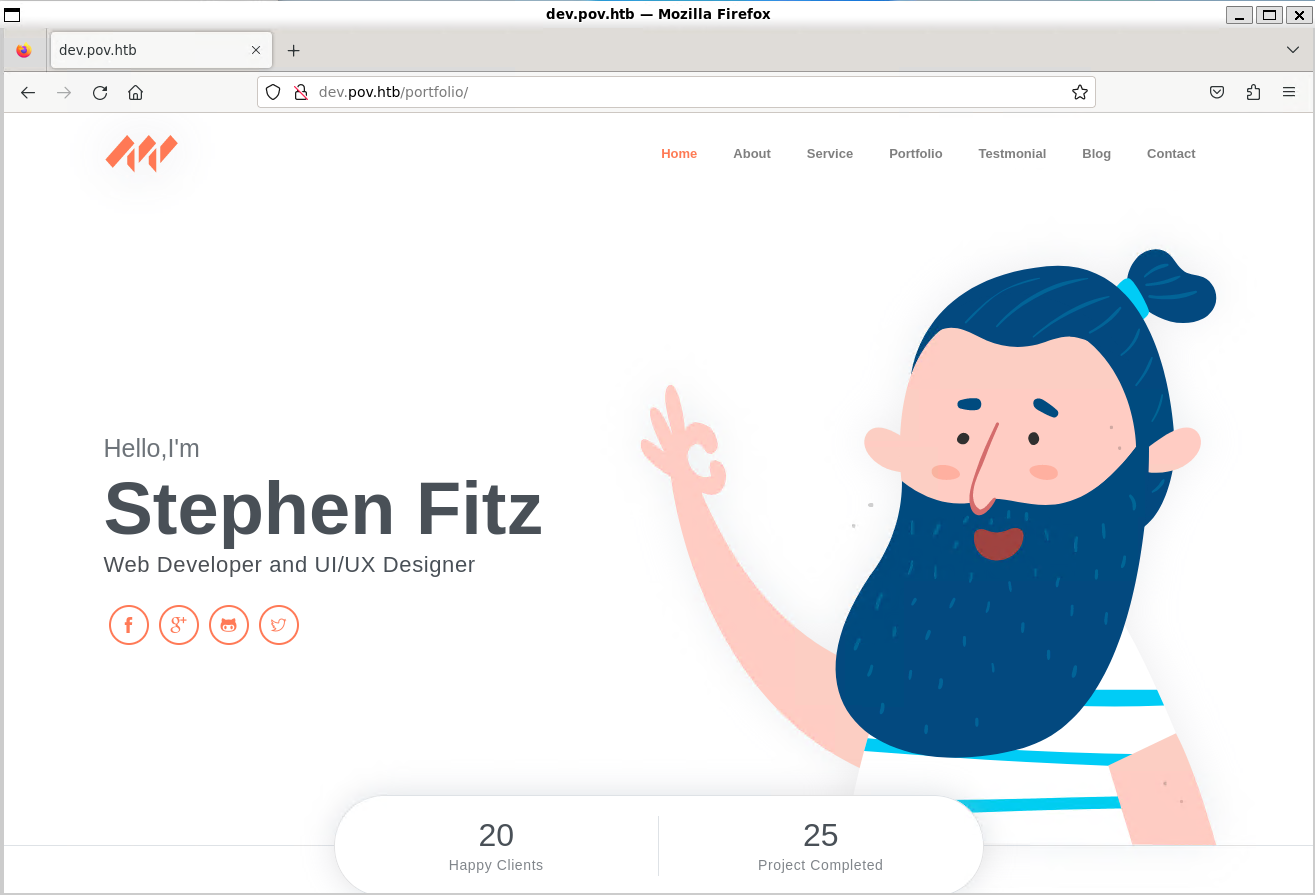 dev.pov.htb — Mozilla Firefox
dev.pov.htb
dev.pov.htb/portfolio/
Home About Service Portfolio Testmonial Blog Contact
Hello,I'm
Stephen Fitz
Web Developer and UI/UX Designer
20
Happy Clients
25
Project Completed